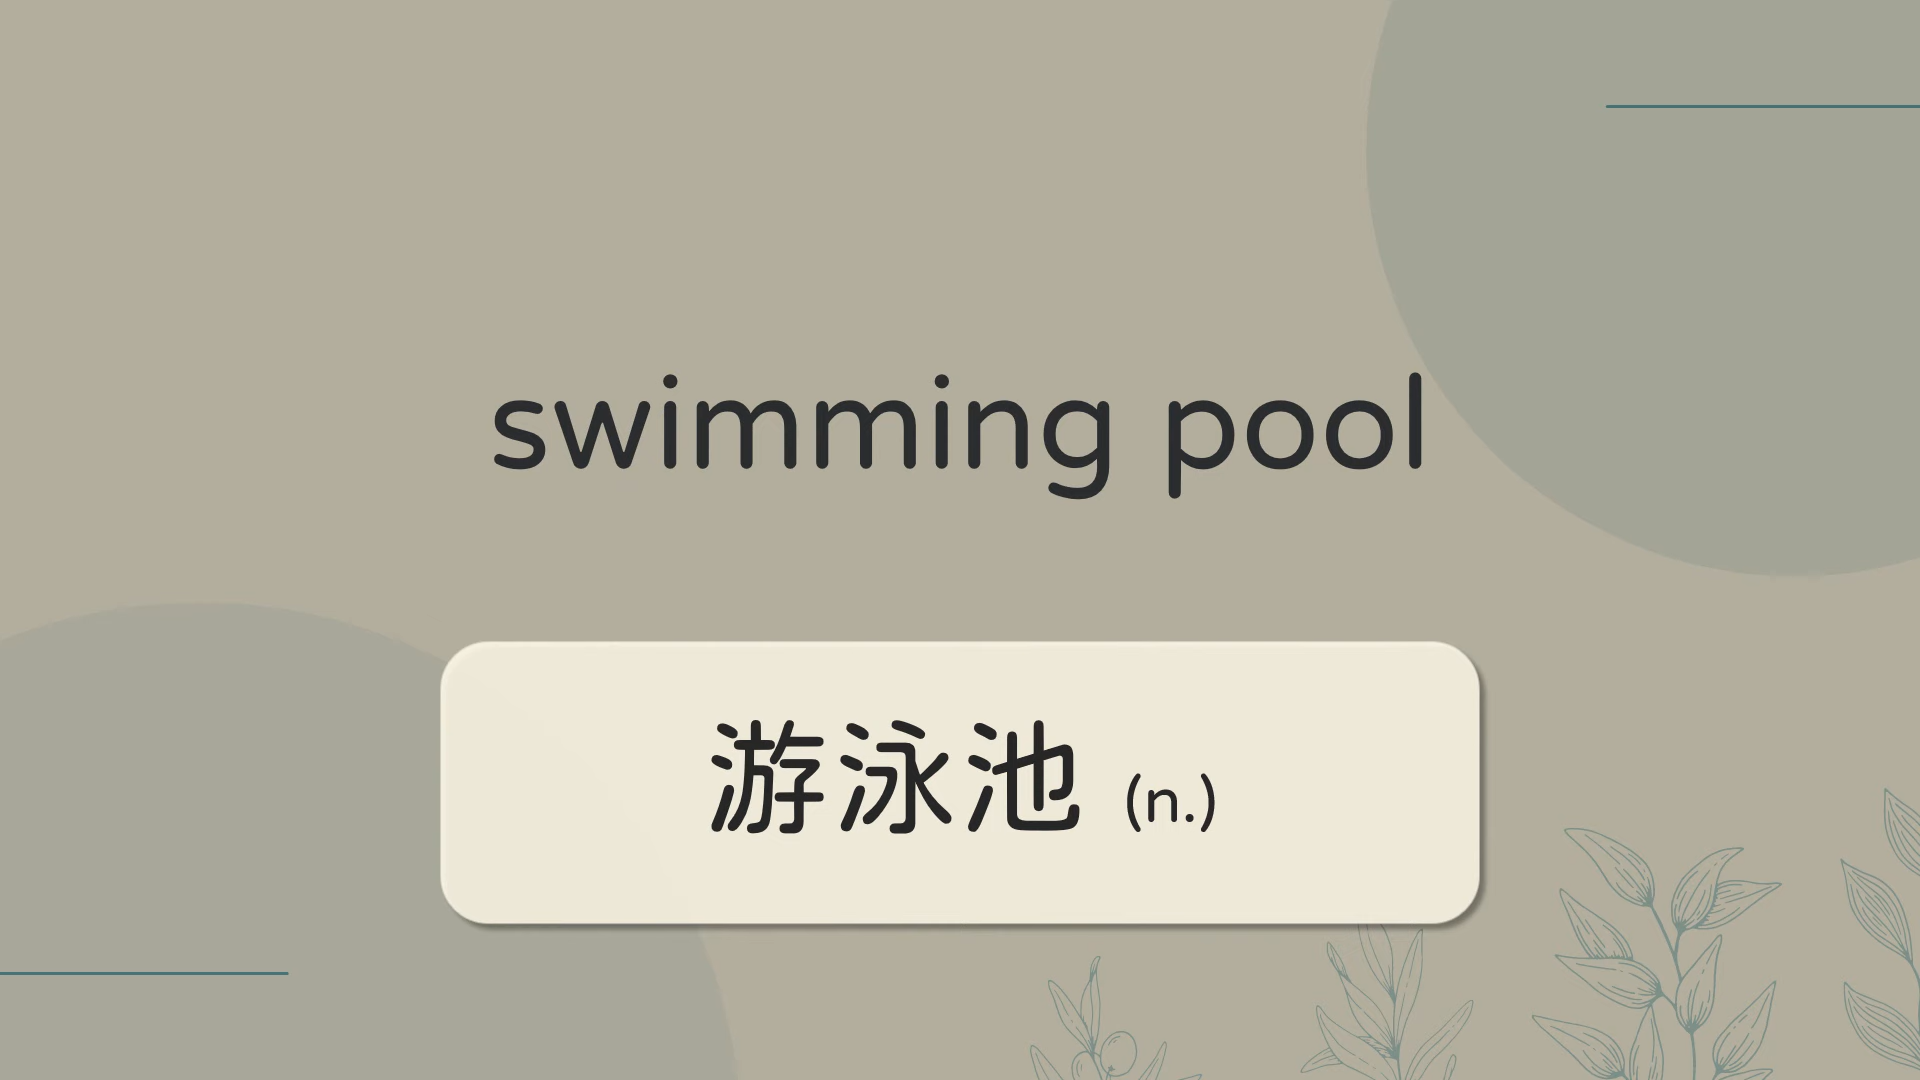 swimming pool
游泳池 (n.)